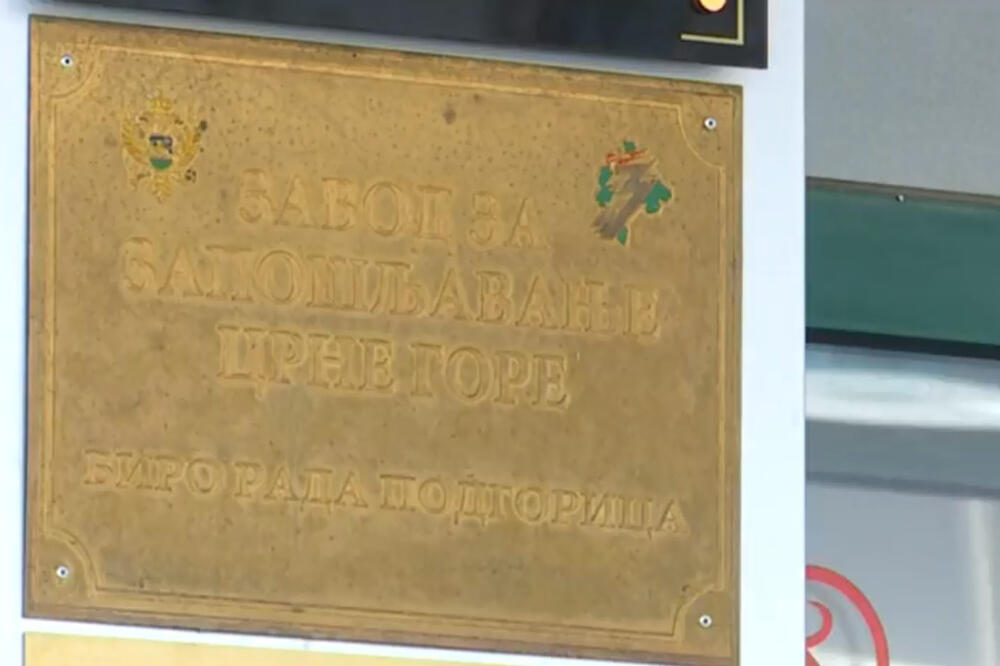 ЗАВОД ЗА
ЗАПОШЉАВАЊЕ
ЦРНЕ ГОРЕ
БИРО РАДА ПОДГОРИЦА